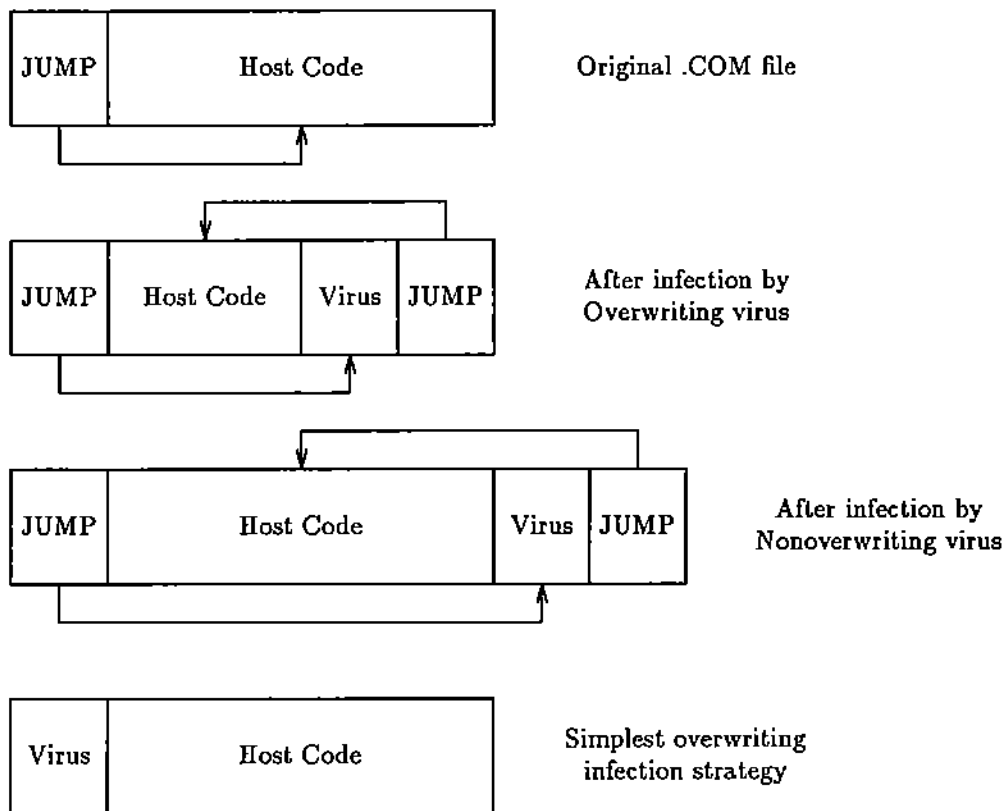 JUMP Host Code Original .COM file
JUMP Host Code Virus JUMP
After infection by
Overwriting virus
JUMP Host Code Virus JUMP
After infection by
Nonoverwriting virus
Virus Host Code
Simplest overwriting
infection strategy